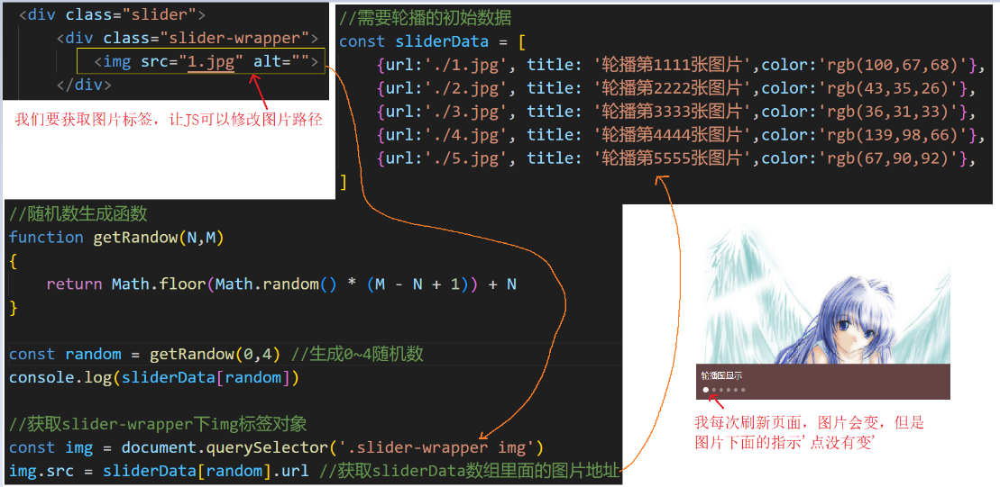 <div class="slider">
<div class="slider-wrapper">
<img src="1.jpg" alt="">
</div>
我们要获取图片标签，让JS可以修改图片路径
//需要轮播的初始数据
const sliderData = [
{url:'./1.jpg', title: '轮播第1111张图片',color:'rgb(100,67,68)'},
{url:'./2.jpg', title: '轮播第2222张图片',color:'rgb(43,35,26)'},
{url:'./3.jpg', title: '轮播第3333张图片',color:'rgb(36,31,33)'},
{url:'./4.jpg', title: '轮播第4444张图片',color:'rgb(139,98,66)'},
{url:'./5.jpg', title: '轮播第5555张图片',color:'rgb(67,90,92)'},
]
//随机数生成函数
function getRandow(N,M)
{
return Math.floor(Math.random() * (M - N + 1)) + N
}
const random = getRandow(0,4) //生成0~4随机数
console.log(sliderData[random])
//获取slider-wrapper下img标签对象
const img = document.querySelector('.slider-wrapper img')
img.src = sliderData[random].url //获取sliderData数组里面的图片地址
轮播图显示
我每次刷新页面，图片会变，但是
图片下面的指示'点没有变'